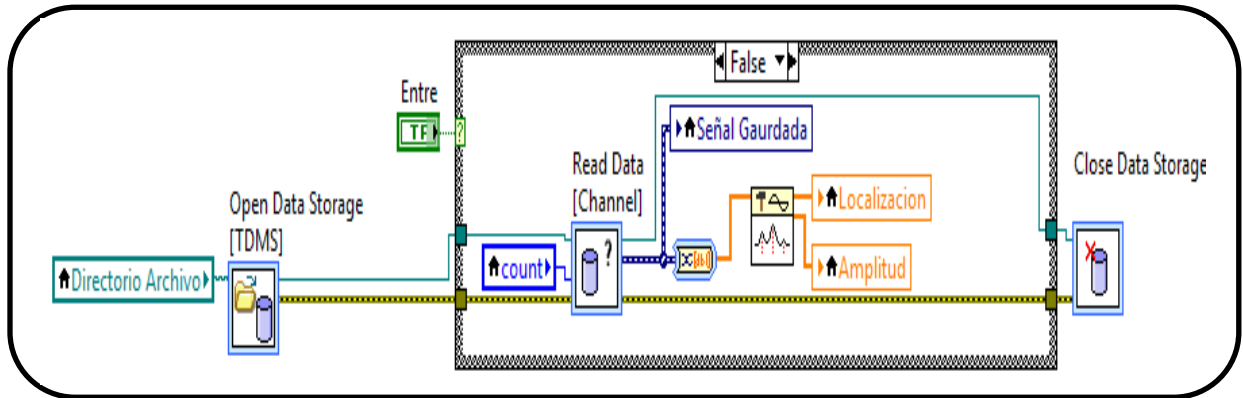 False
Entre
TF
?
Señal Gaurdada
Read Data
[Channel]
Close Data Storage
Open Data Storage
[TDMS]
Localizacion
?
count
Directorio Archivo
Amplitud